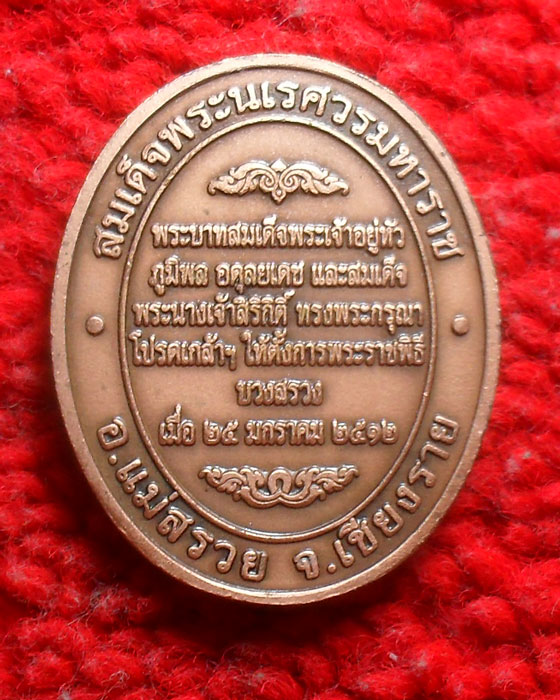 สมเด็จพระนเรศวรมหาราช
พระบาทสมเด็จพระเจ้าอยู่หัว
ภูมิพล อดุลยเดช และสมเด็จ
พระนางเจ้าสิริกิติ์ ทรงพระกรุณา
โปรดเกล้าฯ ให้ตั้งการพระราชพิธี
บวงสรวง
เมื่อ ๒๕ มกราคม ๒๕๑๒
อ.แม่สรวย จ.เชียงราย